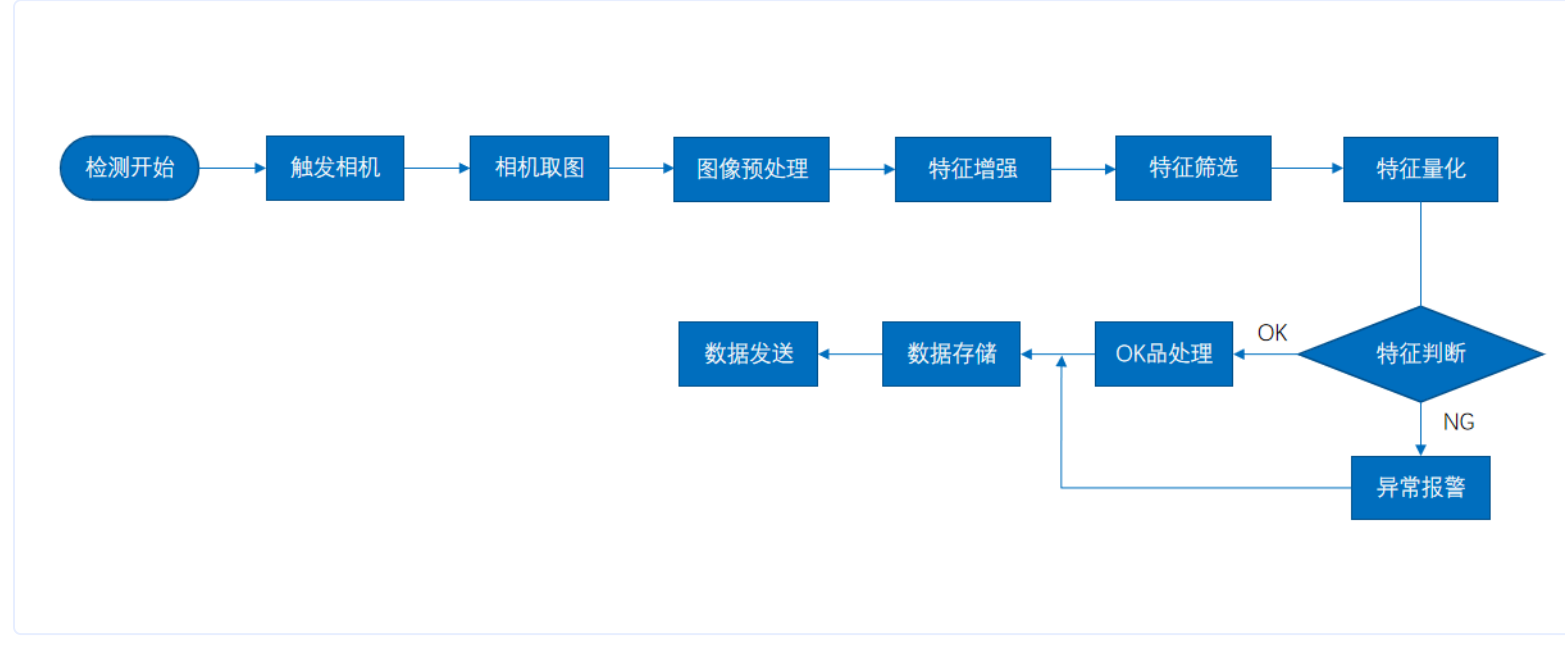 检测开始
触发相机
相机取图
图像预处理
特征增强
特征筛选
特征量化
数据发送
数据存储
OK品处理
OK
特征判断
NG
异常报警